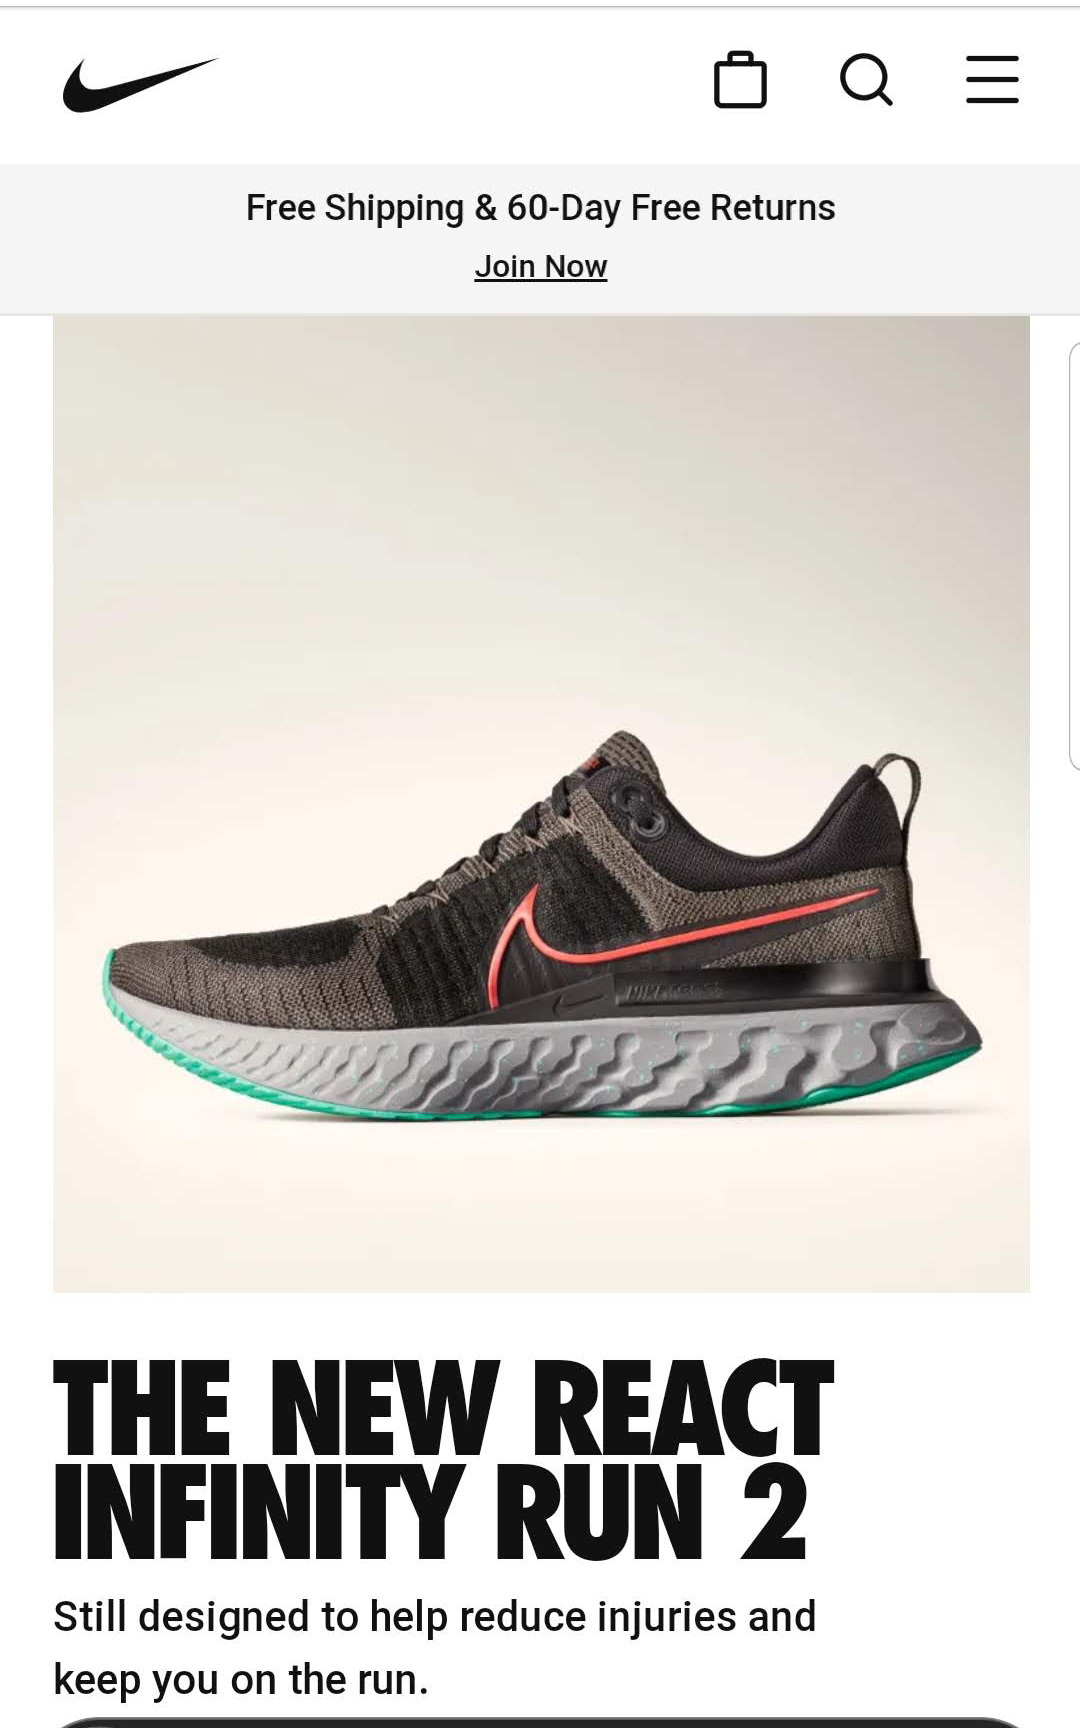 Free Shipping & 60-Day Free Returns
Join Now
THE NEW REACT
INFINITY RUN 2
Still designed to help reduce injuries and
keep you on the run.